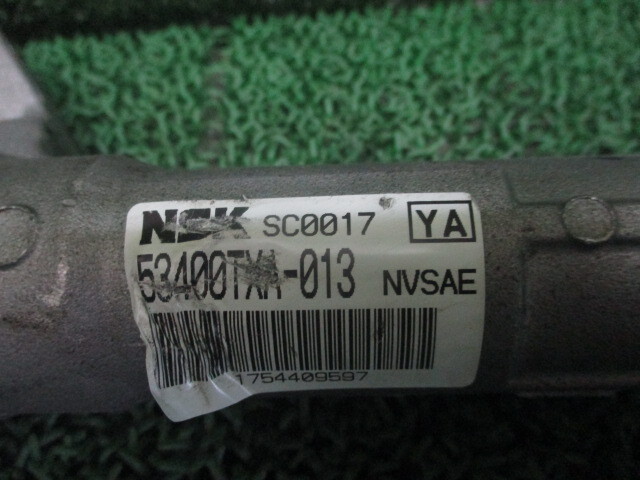 NSK SC0017 YA
53400TXA-013 NVSAE
1754409597